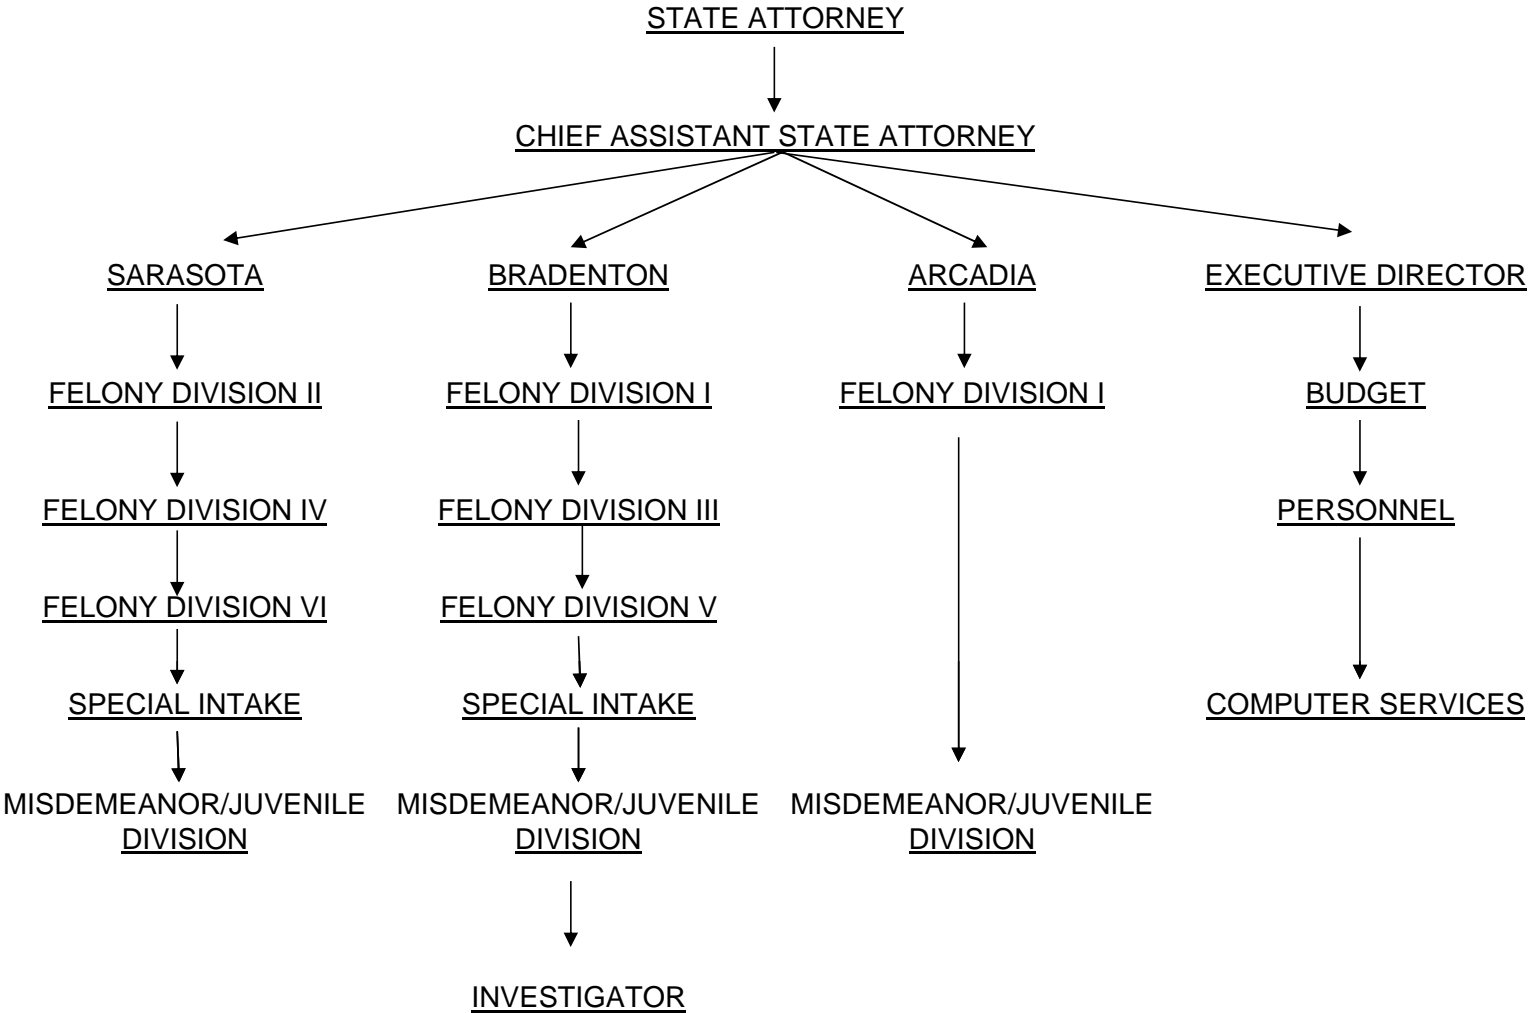 STATE ATTORNEY
CHIEF ASSISTANT STATE ATTORNEY
SARASOTA
BRADENTON
ARCADIA
EXECUTIVE DIRECTOR
FELONY DIVISION II
FELONY DIVISION I
FELONY DIVISION I
BUDGET
FELONY DIVISION IV
FELONY DIVISION III
PERSONNEL
FELONY DIVISION VI
FELONY DIVISION V
SPECIAL INTAKE
SPECIAL INTAKE
COMPUTER SERVICES
MISDEMEANOR/JUVENILE
DIVISION
MISDEMEANOR/JUVENILE
DIVISION
MISDEMEANOR/JUVENILE
DIVISION
INVESTIGATOR